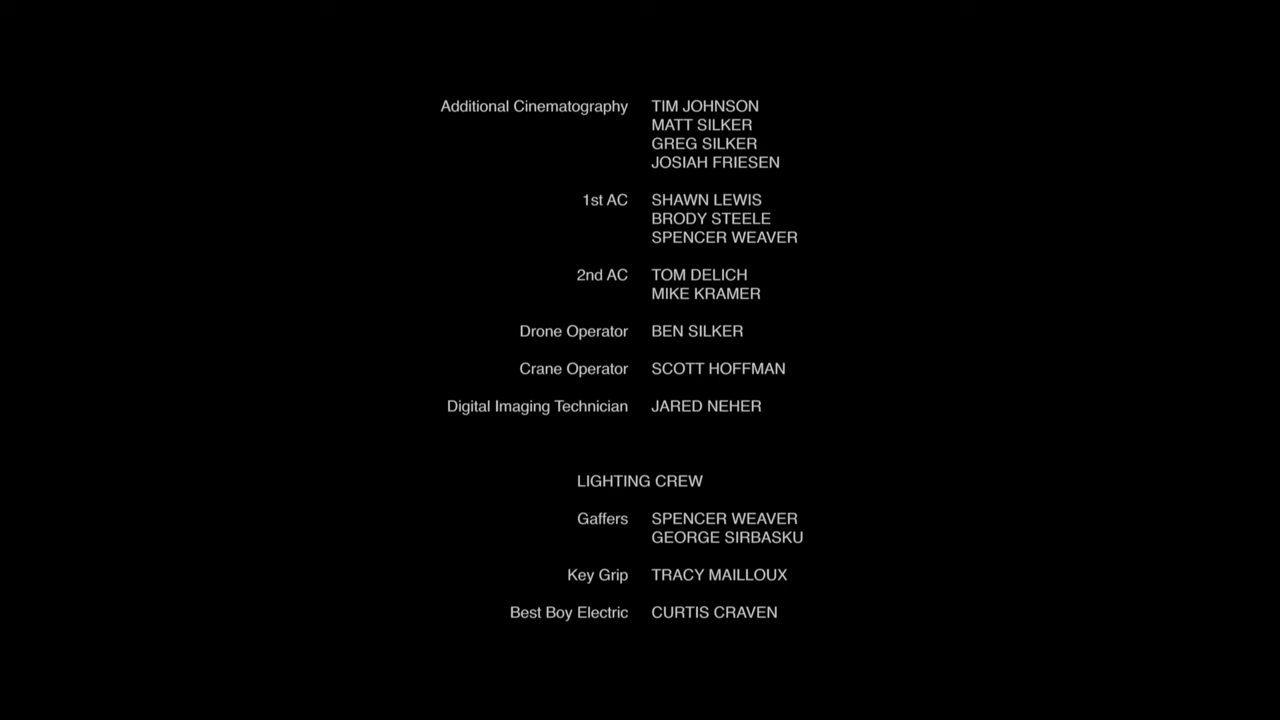 Additional Cinematography TIM JOHNSON
MATT SILKER
GREG SILKER
JOSIAH FRIESEN
1st AC SHAWN LEWIS
BRODY STEELE
SPENCER WEAVER
2nd AC TOM DELICH
MIKE KRAMER
Drone Operator BEN SILKER
Crane Operator SCOTT HOFFMAN
Digital Imaging Technician JARED NEHER
LIGHTING CREW
Gaffers SPENCER WEAVER
GEORGE SIRBASKU
Key Grip TRACY MAILLOUX
Best Boy Electric CURTIS CRAVEN